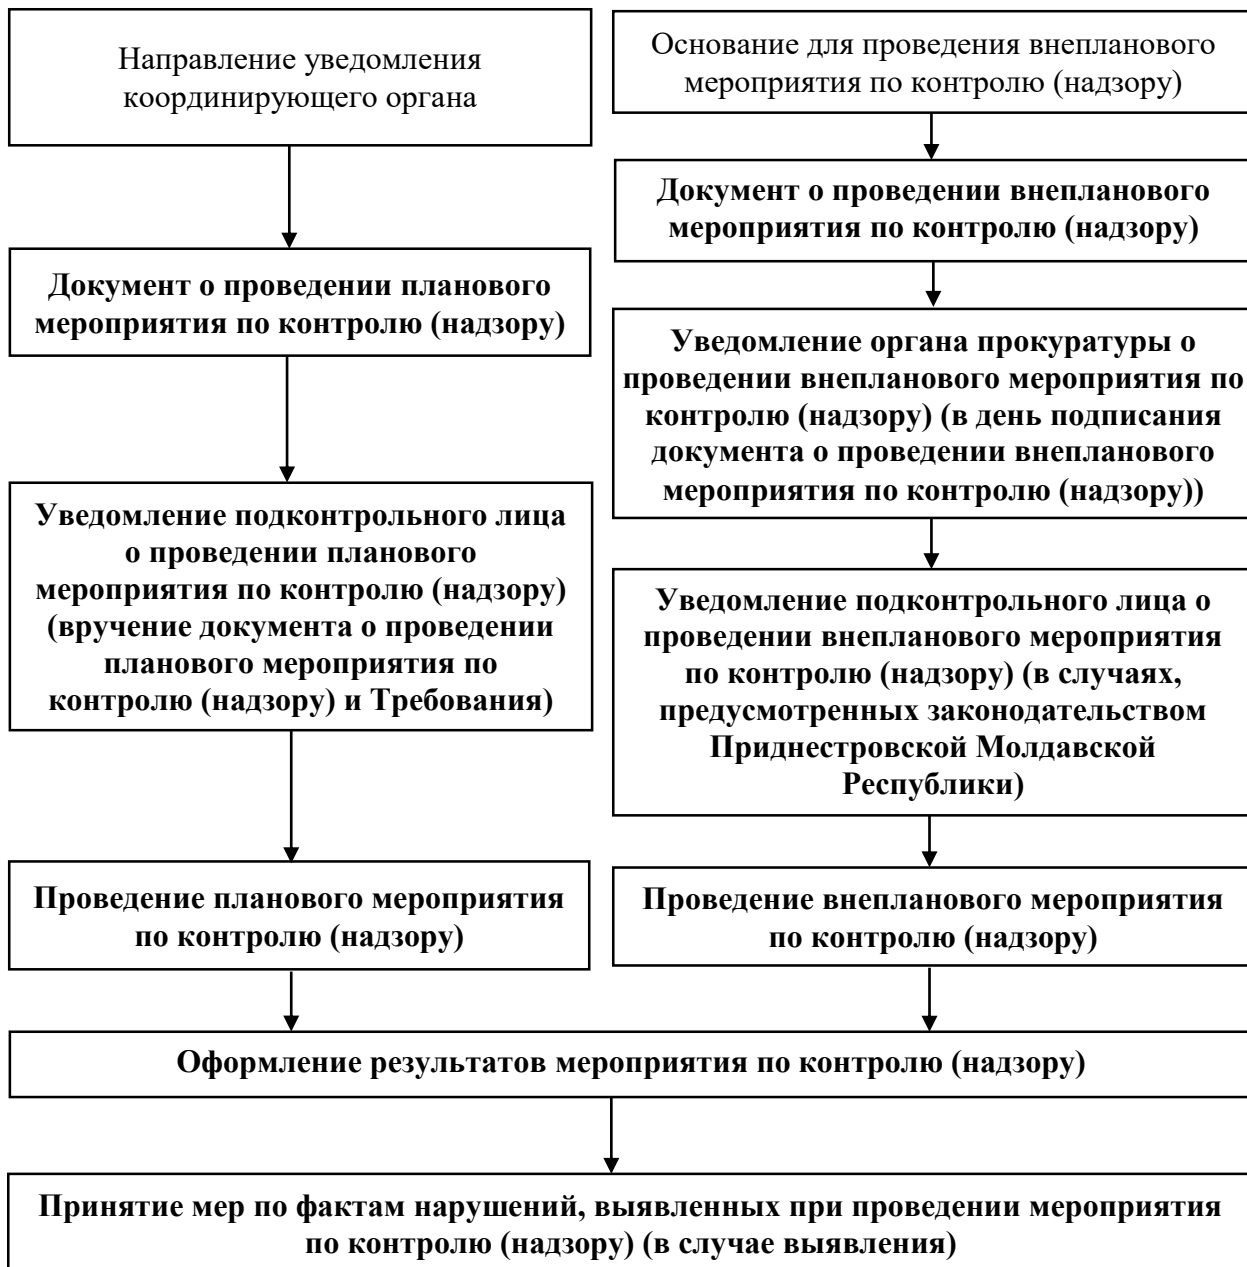 Направление уведомления
координирующего органа
Документ о проведении планового
мероприятия по контролю (надзору)
Уведомление подконтрольного лица
о проведении планового
мероприятия по контролю (надзору)
(вручение документа о проведении
планового мероприятия по
контролю (надзору) и Требования)
Проведение планового мероприятия
по контролю (надзору)
Основание для проведения внепланового
мероприятия по контролю (надзору)
Документ о проведении внепланового
мероприятия по контролю (надзору)
Уведомление органа прокуратуры о
проведении внепланового мероприятия по
контролю (надзору) (в день подписания
документа о проведении внепланового
мероприятия по контролю (надзору))
Уведомление подконтрольного лица о
проведении внепланового мероприятия
по контролю (надзору) (в случаях,
предусмотренных законодательством
Приднестровской Молдавской
Республики)
Проведение внепланового мероприятия
по контролю (надзору)
Оформление результатов мероприятия по контролю (надзору)
Принятие мер по фактам нарушений, выявленных при проведении мероприятия
по контролю (надзору) (в случае выявления)